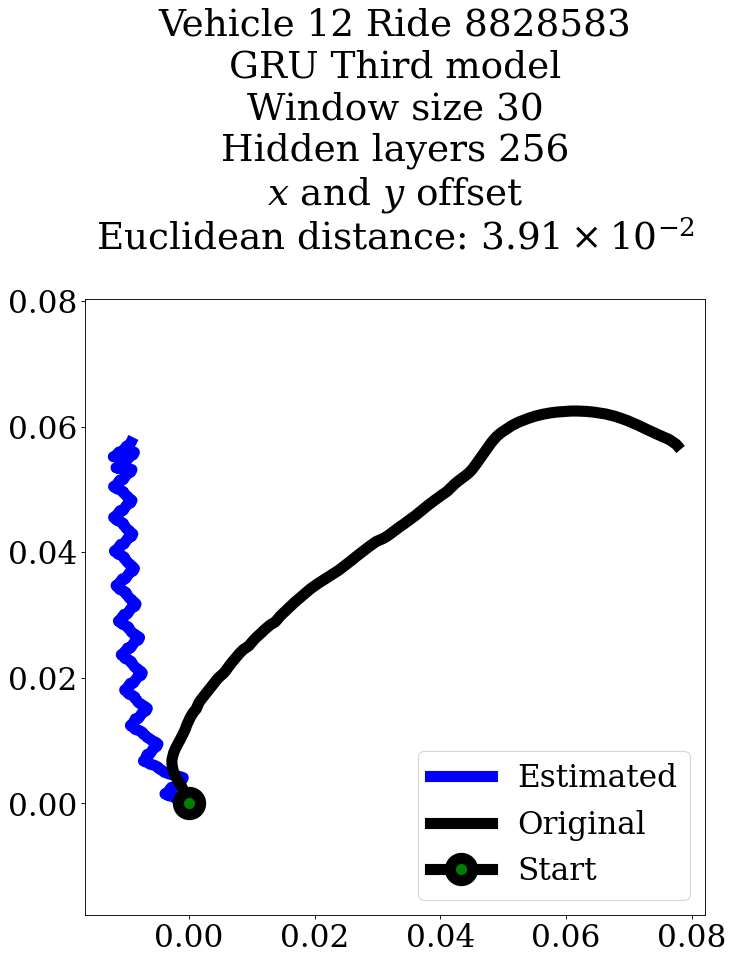 Vehicle 12 Ride 8828583
GRU Third model
Window size 30
Hidden layers 256
x and y offset
Euclidean distance: 3.91 × 10⁻²
0.08
0.06
0.04
0.02
0.00
Estimated
Original
Start
0.00 0.02 0.04 0.06 0.08